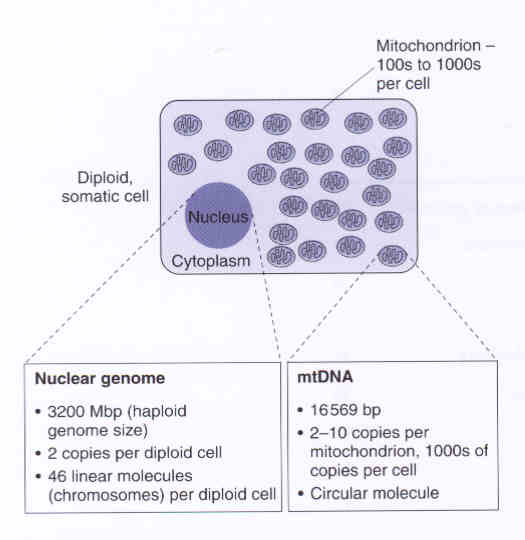 Mitochondrion –
100s to 1000s
per cell
Diploid,
somatic cell
Nucleus
Cytoplasm
Nuclear genome
• 3200 Mbp (haploid
genome size)
• 2 copies per diploid cell
• 46 linear molecules
(chromosomes) per diploid cell
mtDNA
• 16 569 bp
• 2–10 copies per
mitochondrion, 1000s of
copies per cell
• Circular molecule